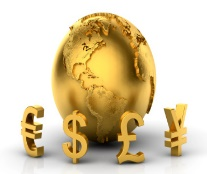 € $ £ ¥